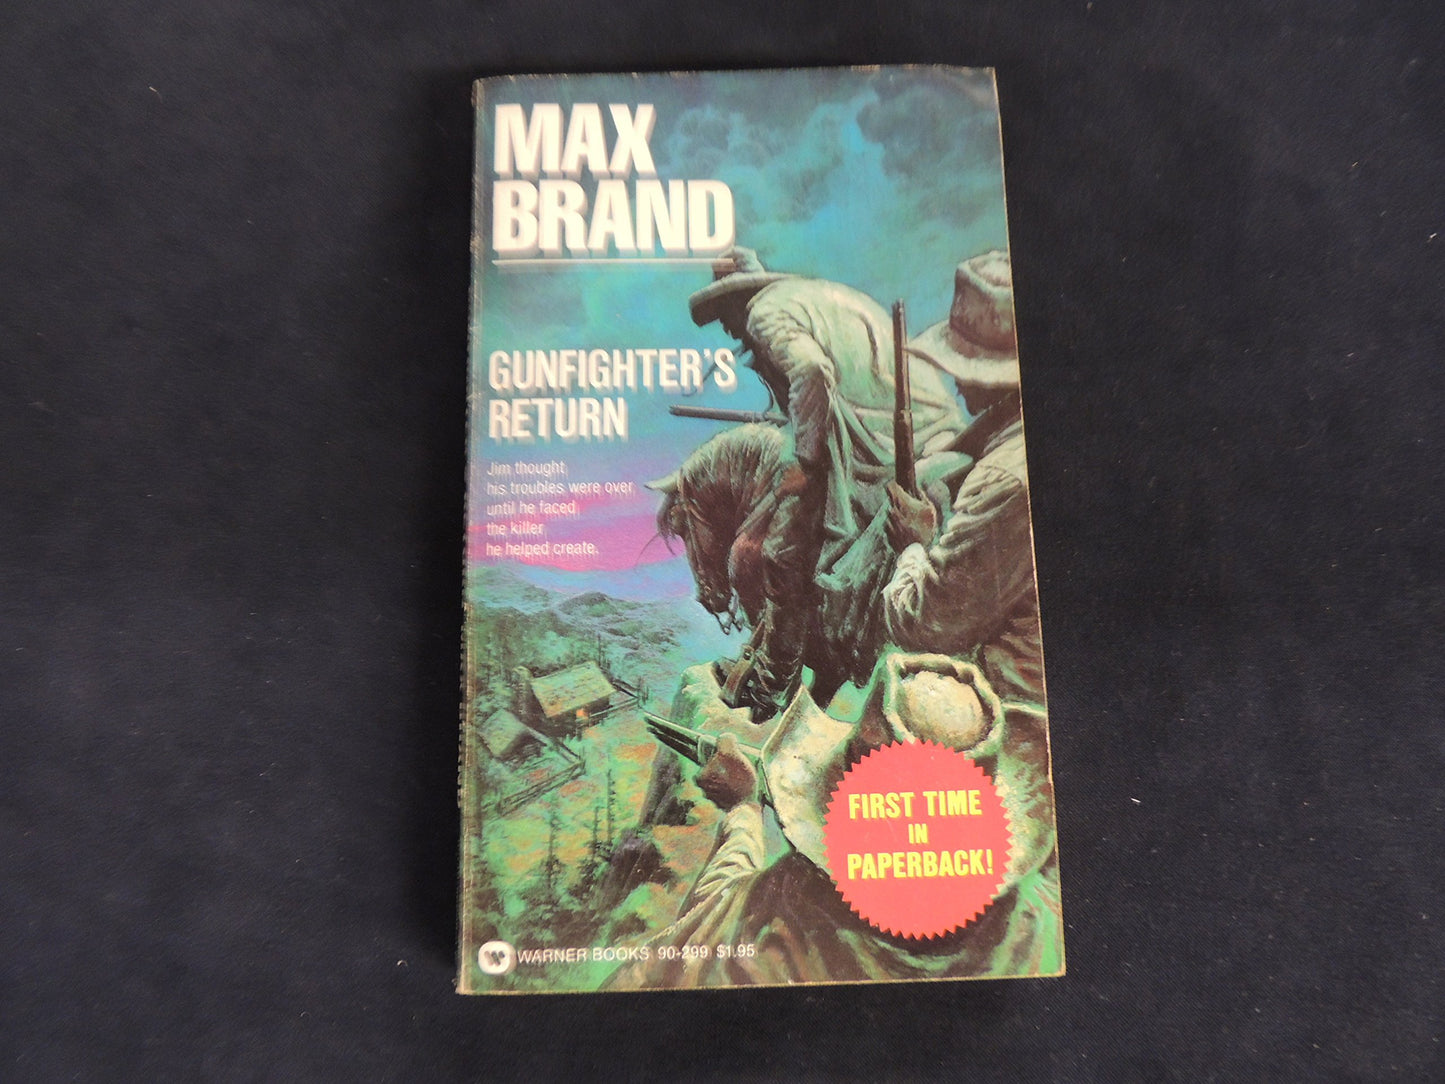 MAX
BRAND
GUNFIGHTER'S
RETURN
Jim thought
his troubles were over
until he faced
the killer
he helped create.
FIRST TIME
IN
PAPERBACK!
W WARNER BOOKS 90-299 $1.95